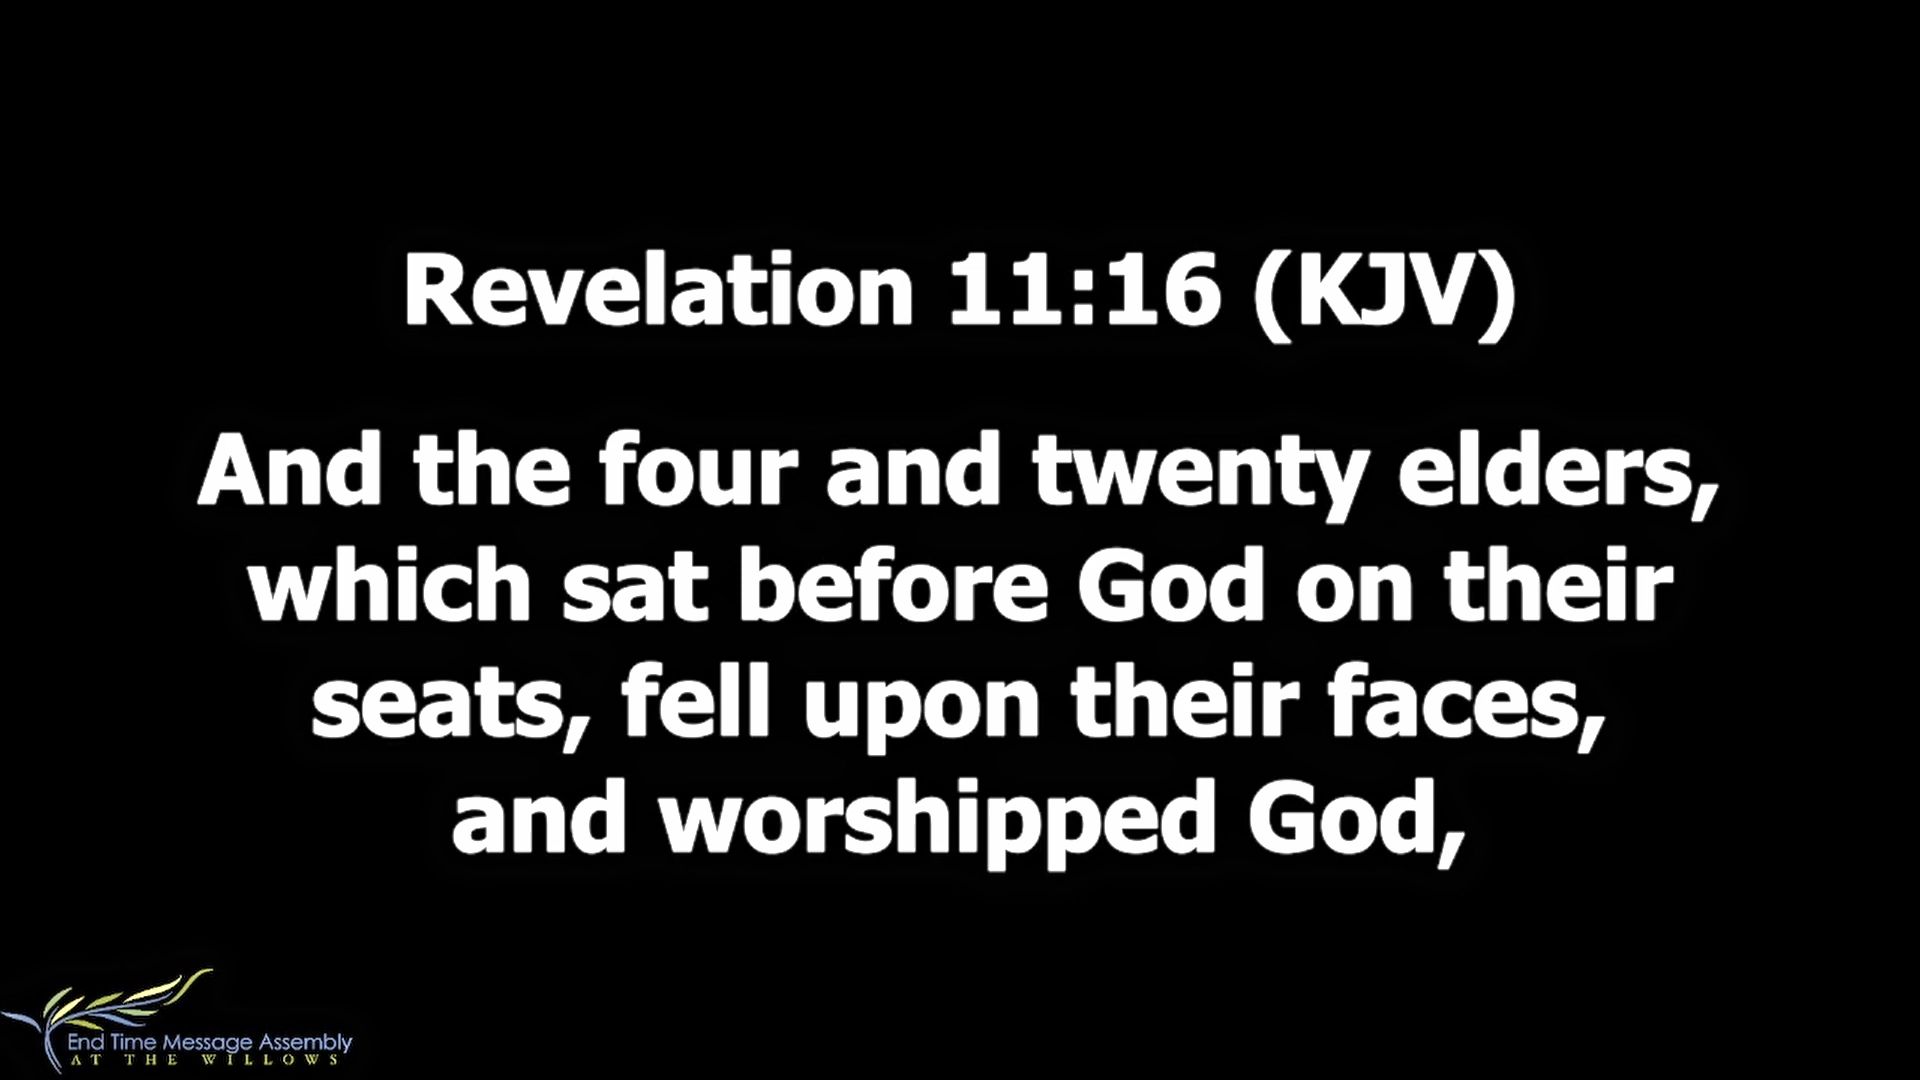 Revelation 11:16 (KJV)
And the four and twenty elders,
which sat before God on their
seats, fell upon their faces,
and worshipped God,
End Time Message Assembly
AT THE WILLOWS